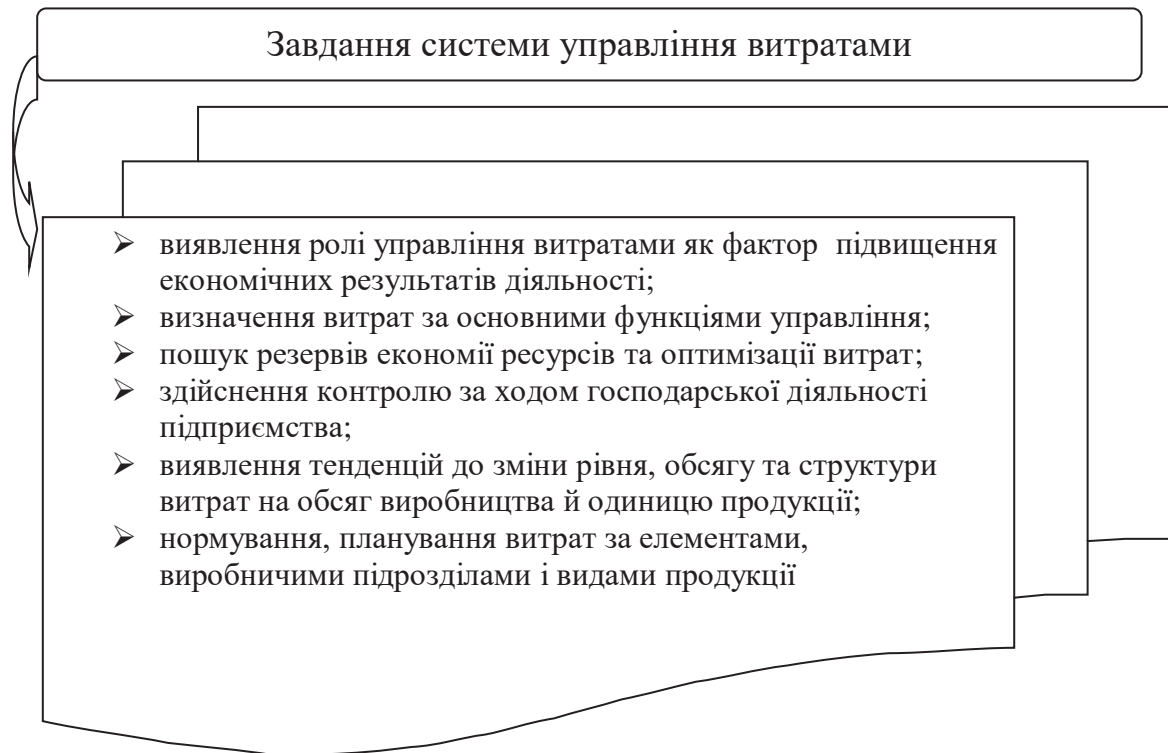 Завдання системи управління витратами
➢ виявлення ролі управління витратами як фактор підвищення
економічних результатів діяльності;
➢ визначення витрат за основними функціями управління;
➢ пошук резервів економії ресурсів та оптимізації витрат;
➢ здійснення контролю за ходом господарської діяльності
підприємства;
➢ виявлення тенденцій до зміни рівня, обсягу та структури
витрат на обсяг виробництва й одиницю продукції;
➢ нормування, планування витрат за елементами,
виробничими підрозділами і видами продукції